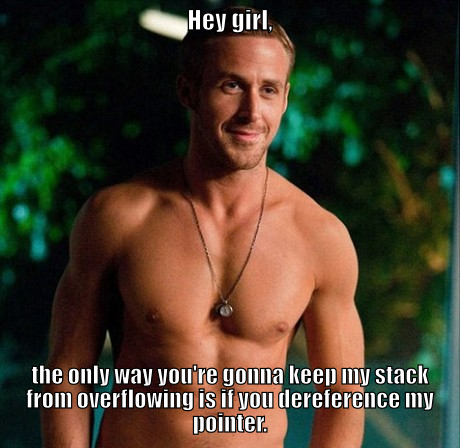 Hey girl,
the only way you're gonna keep my stack
from overflowing is if you dereference my
pointer.